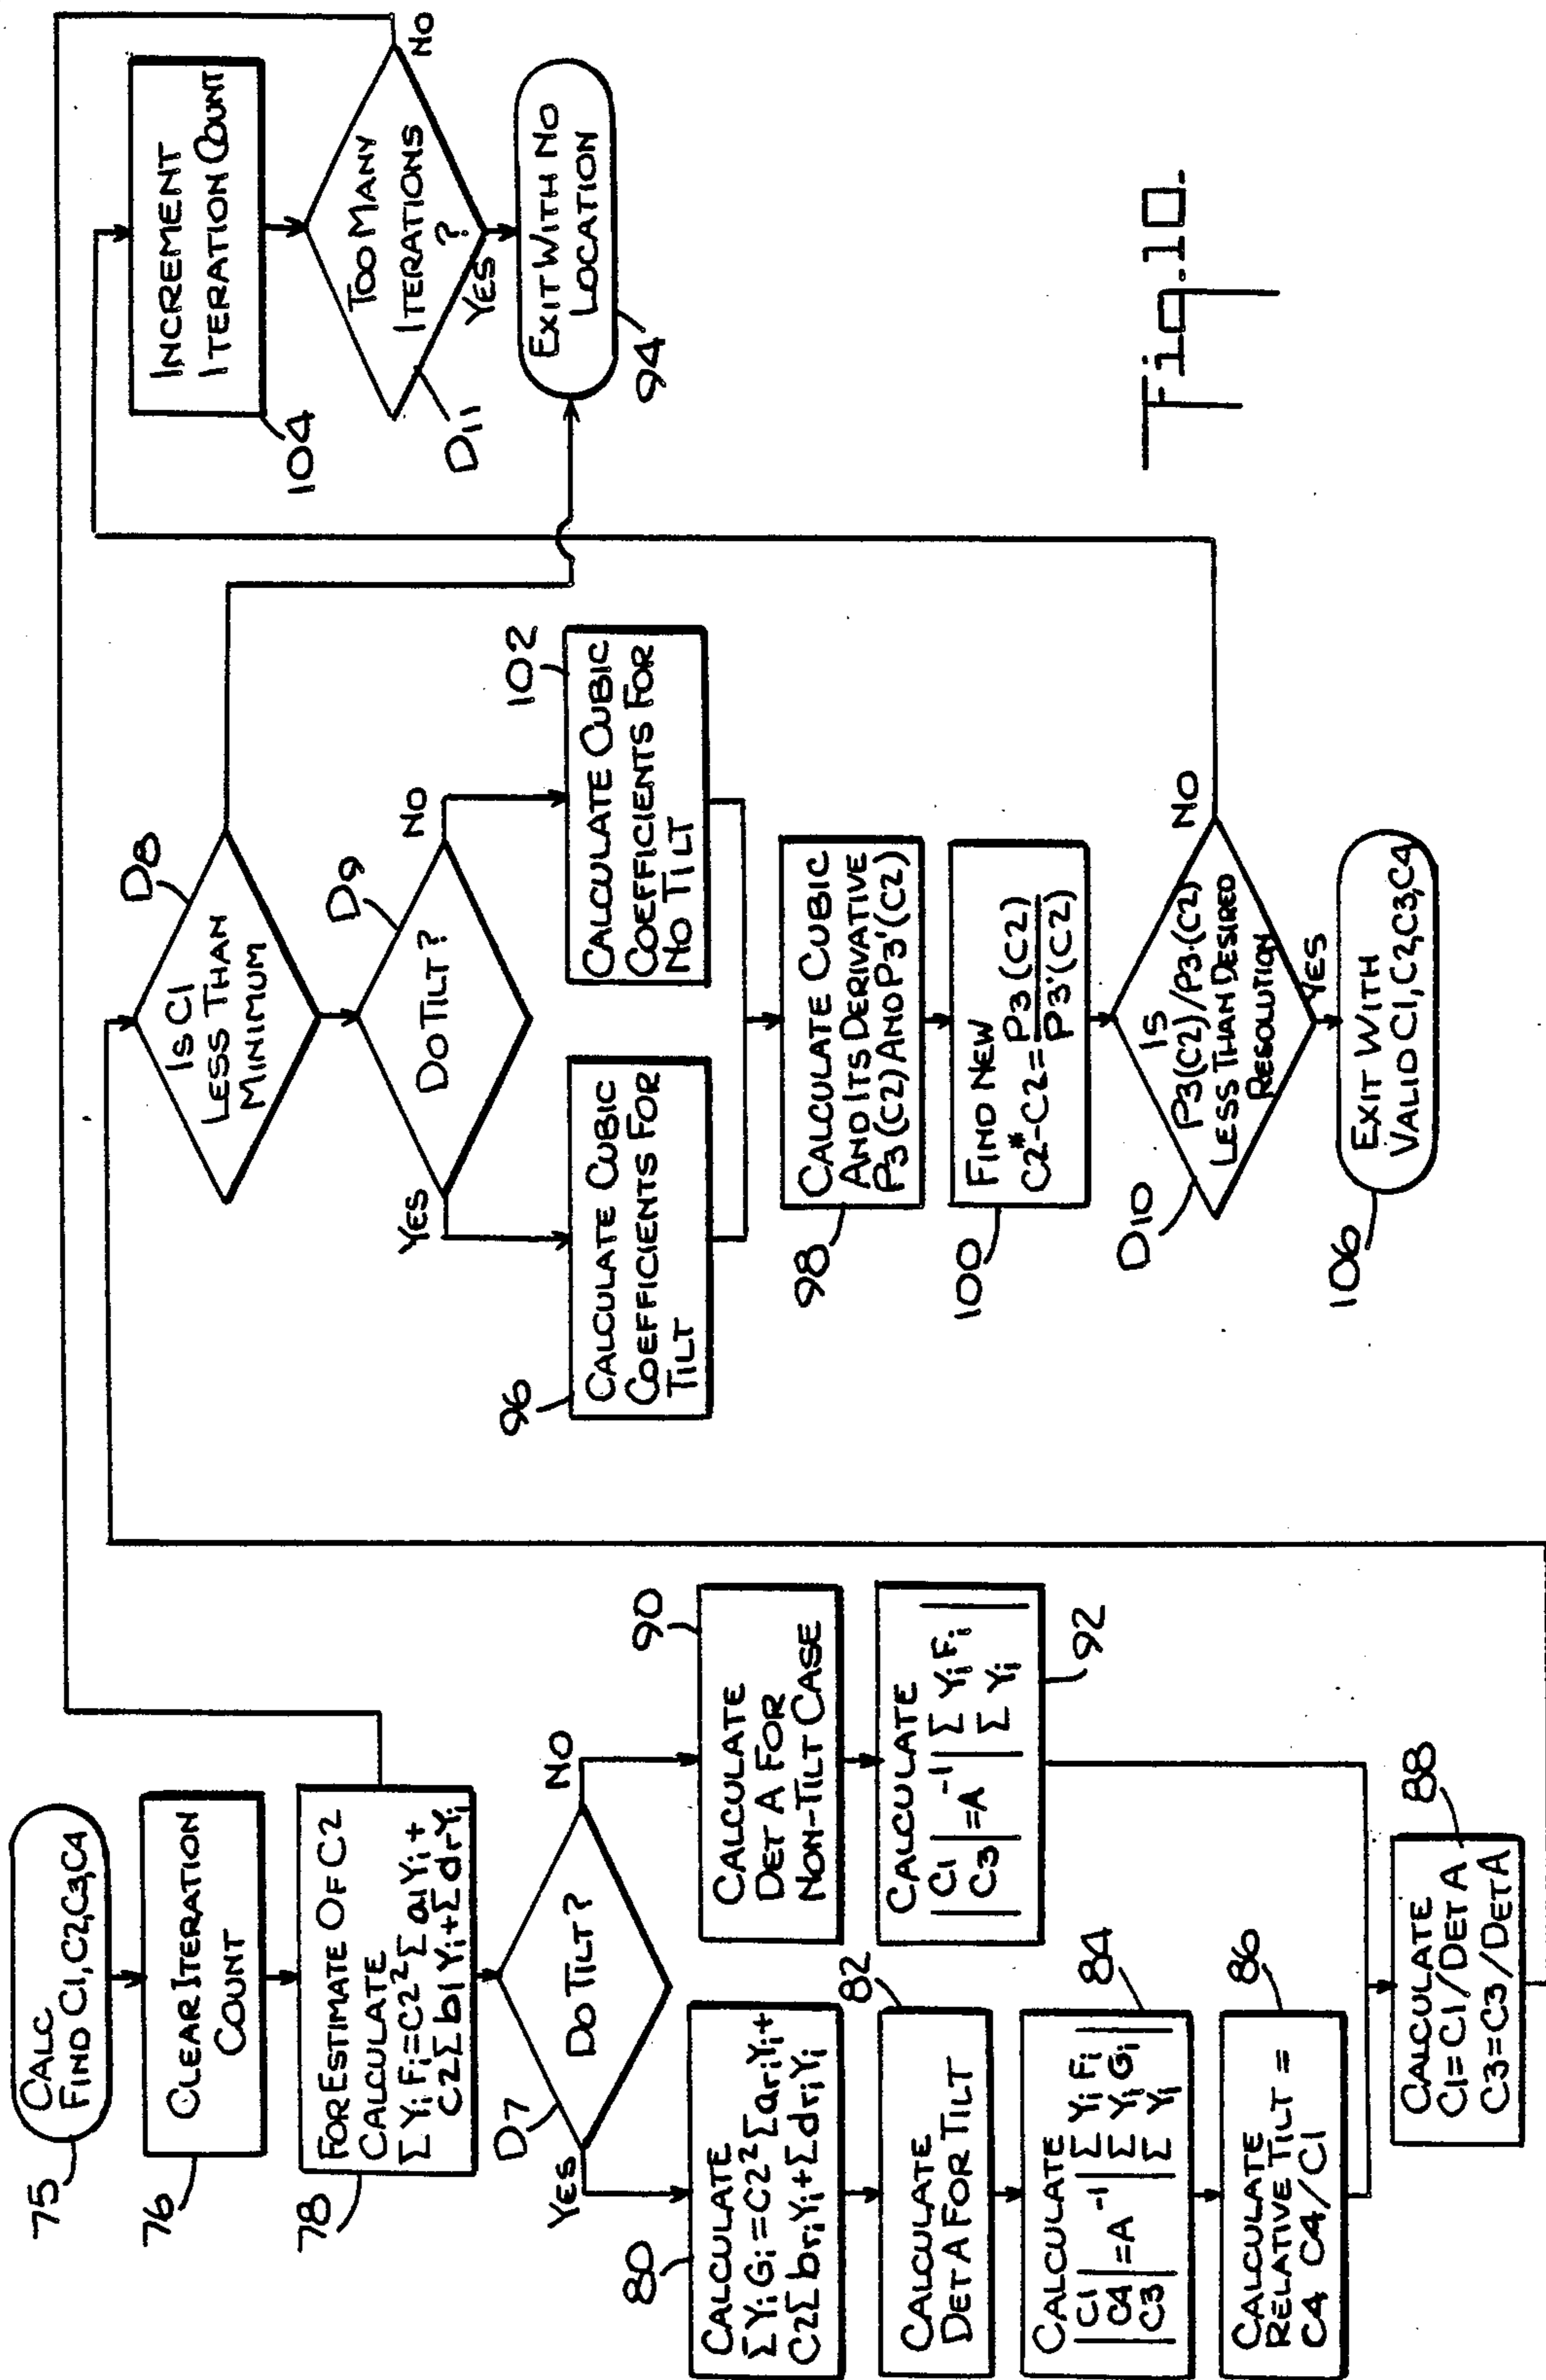 CALC
FIND C1,C2,C3,C4
75
CLEAR ITERATION
COUNT
76
FOR ESTIMATE OF C2
CALCULATE
Σ Yi Fi = C2² Σ al Yi +
C2 Σ bl Yi + Σ dr Yi
78
DO TILT?
D7
YES
NO
CALCULATE
Σ Yi Gi = C2² Σ ari Yi +
C2 Σ bri Yi + Σ dri Yi
80
CALCULATE
DET A FOR TILT
82
CALCULATE
|C1| |Σ Yi Fi|
|C4| = A⁻¹ |Σ Yi Gi|
|C3| |Σ Yi|
84
CALCULATE
RELATIVE TILT =
C4 C4/C1
86
CALCULATE
DET A FOR
NON-TILT CASE
90
CALCULATE
|C1| = A⁻¹ |Σ Yi Fi|
|C3| |Σ Yi|
92
CALCULATE
C1 = C1/DET A
C3 = C3/DET A
88
IS C1
LESS THAN
MINIMUM
D8
DO TILT?
D9
YES
NO
CALCULATE CUBIC
COEFFICIENTS FOR
TILT
96
CALCULATE CUBIC
COEFFICIENTS FOR
NO TILT
102
CALCULATE CUBIC
AND ITS DERIVATIVE
P3(C2) AND P3'(C2)
98
FIND NEW
C2*-C2 = P3(C2)
P3'(C2)
100
IS
P3(C2)/P3'(C2)
LESS THAN DESIRED
RESOLUTION
D10
NO
YES
EXIT WITH
VALID C1,C2,C3,C4
106
INCREMENT
ITERATION COUNT
104
TOO MANY
ITERATIONS
?
D11
NO
YES
EXIT WITH NO
LOCATION
94
Fig.10.